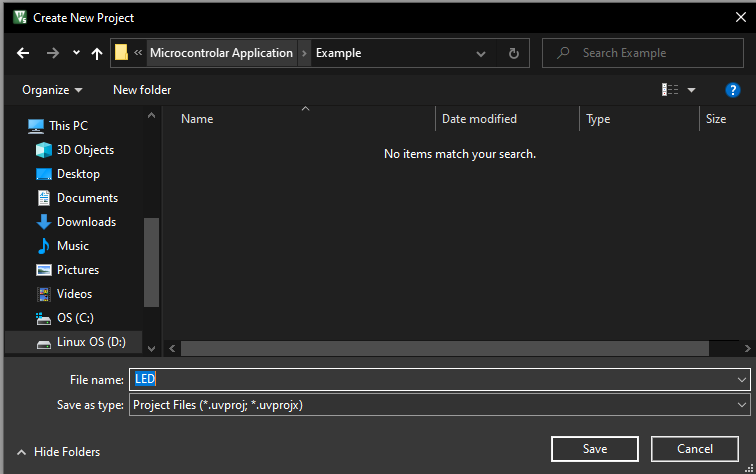 Create New Project
« Microcontrolar Application › Example
Search Example
Organize
New folder
?
This PC
3D Objects
Desktop
Documents
Downloads
Music
Pictures
Videos
OS (C:)
Linux OS (D:)
Name Date modified Type Size
No items match your search.
File name: LED
Save as type: Project Files (*.uvproj; *.uvprojx)
Hide Folders
Save Cancel